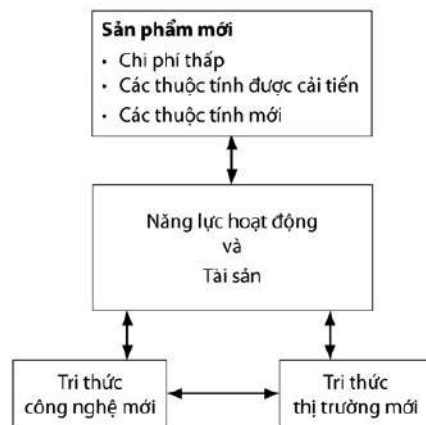 Sản phẩm mới
• Chi phí thấp
• Các thuộc tính được cải tiến
• Các thuộc tính mới
Năng lực hoạt động
và
Tài sản
Tri thức
công nghệ mới
Tri thức
thị trường mới